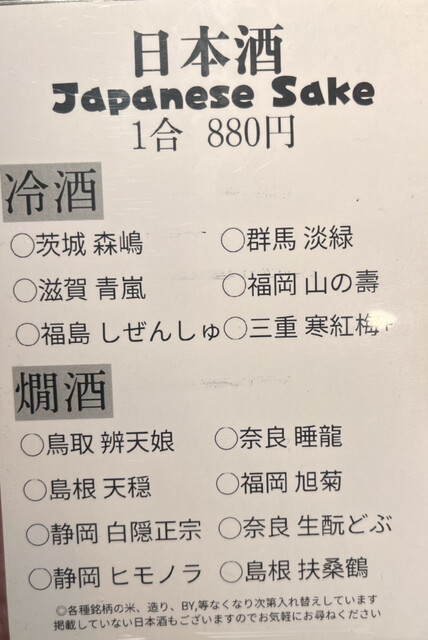 日本酒
Japanese Sake
1合 880円
冷酒
○茨城 森嶋 ○群馬 淡緑
○滋賀 青嵐 ○福岡 山の壽
○福島 しぜんしゅ ○三重 寒紅梅
燗酒
○鳥取 辨天娘 ○奈良 睡龍
○島根 天穏 ○福岡 旭菊
○静岡 白隠正宗 ○奈良 生酛どぶ
○静岡 ヒモノラ ○島根 扶桑鶴
◎各種銘柄の米、造り、BY,等なくなり次第入れ替えしています
掲載していない日本酒もございますのでお気軽にお尋ねください